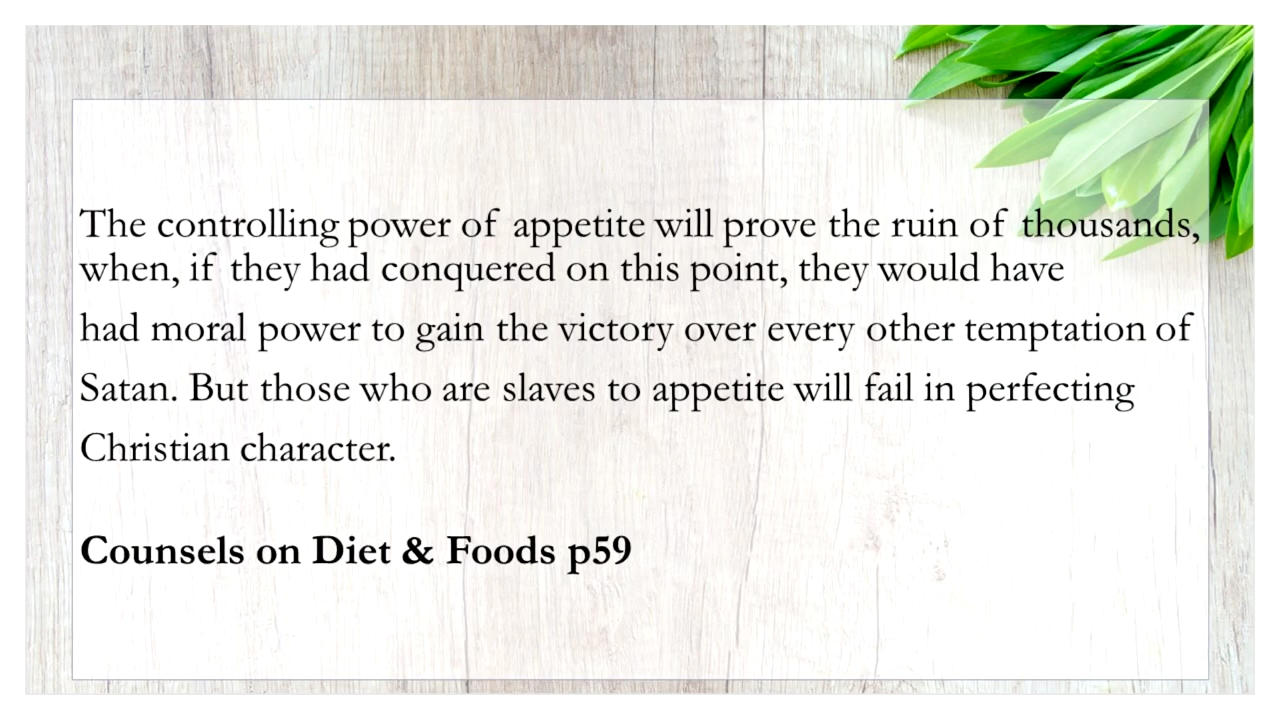 The controlling power of appetite will prove the ruin of thousands,
when, if they had conquered on this point, they would have
had moral power to gain the victory over every other temptation of
Satan. But those who are slaves to appetite will fail in perfecting
Christian character.
Counsels on Diet & Foods p59